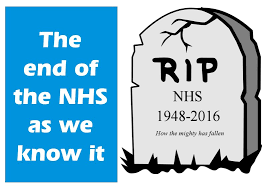 The
end of
the NHS
as we
know it
RIP
NHS
1948-2016
How the mighty has fallen